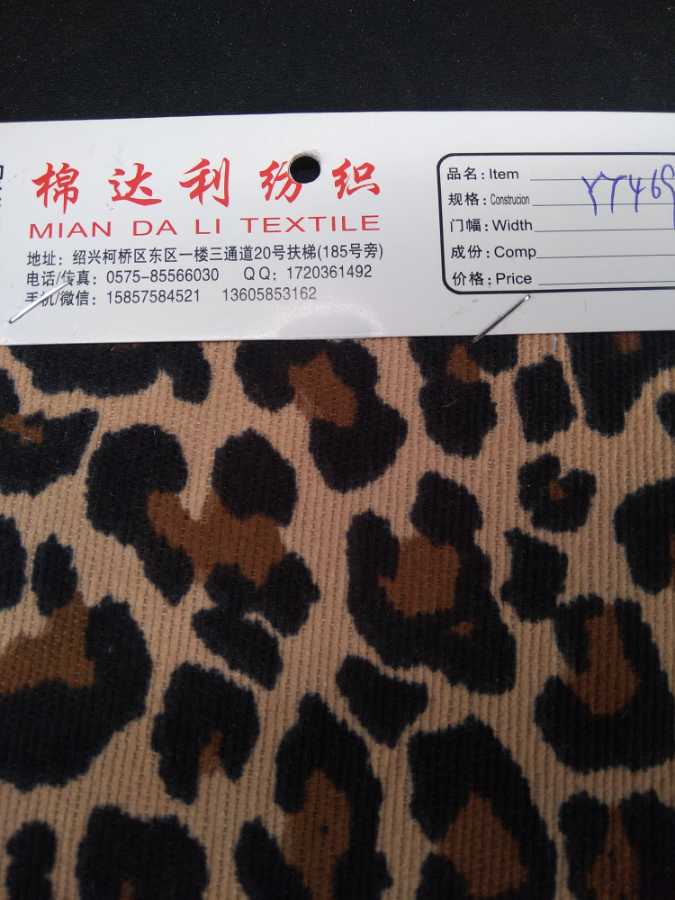 棉达利纺织
MIAN DA LI TEXTILE
地址：绍兴柯桥区东区一楼三通道20号扶梯(185号旁)
电话/传真：0575-85566030 QQ：1720361492
手机/微信：15857584521 13605853162
品名：Item
规格：Construcion
门幅：Width
成份：Comp
价格：Price